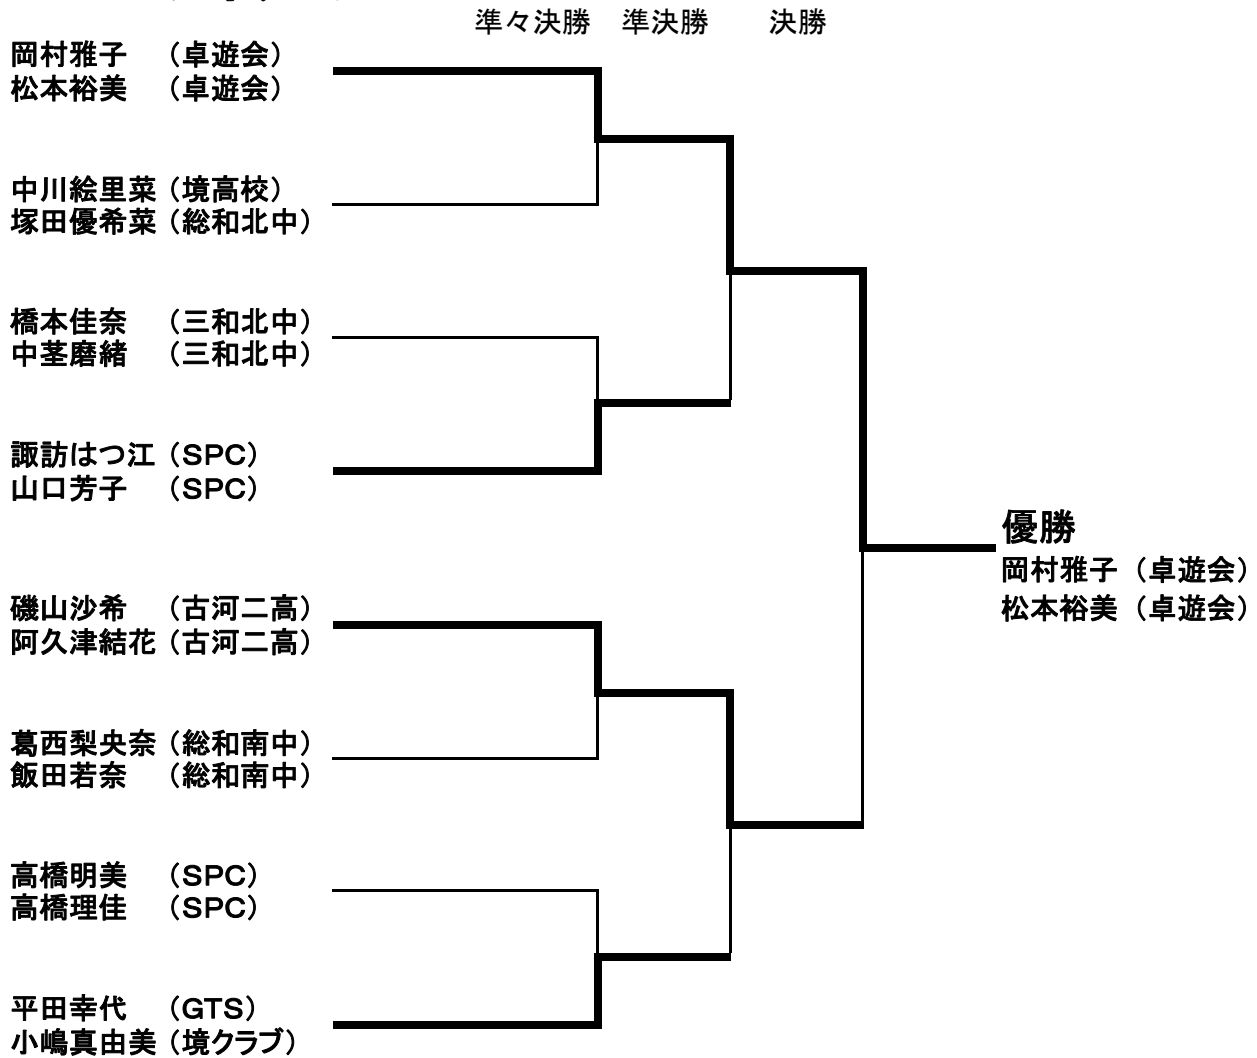 準々決勝 準決勝 決勝
岡村雅子 （卓遊会）
松本裕美 （卓遊会）
中川絵里菜（境高校）
塚田優希菜（総和北中）
橋本佳奈 （三和北中）
中茎磨緒 （三和北中）
諏訪はつ江（SPC）
山口芳子 （SPC）
優勝
岡村雅子（卓遊会）
松本裕美（卓遊会）
磯山沙希 （古河二高）
阿久津結花（古河二高）
葛西梨央奈（総和南中）
飯田若奈 （総和南中）
高橋明美 （SPC）
高橋理佳 （SPC）
平田幸代 （GTS）
小嶋真由美（境クラブ）